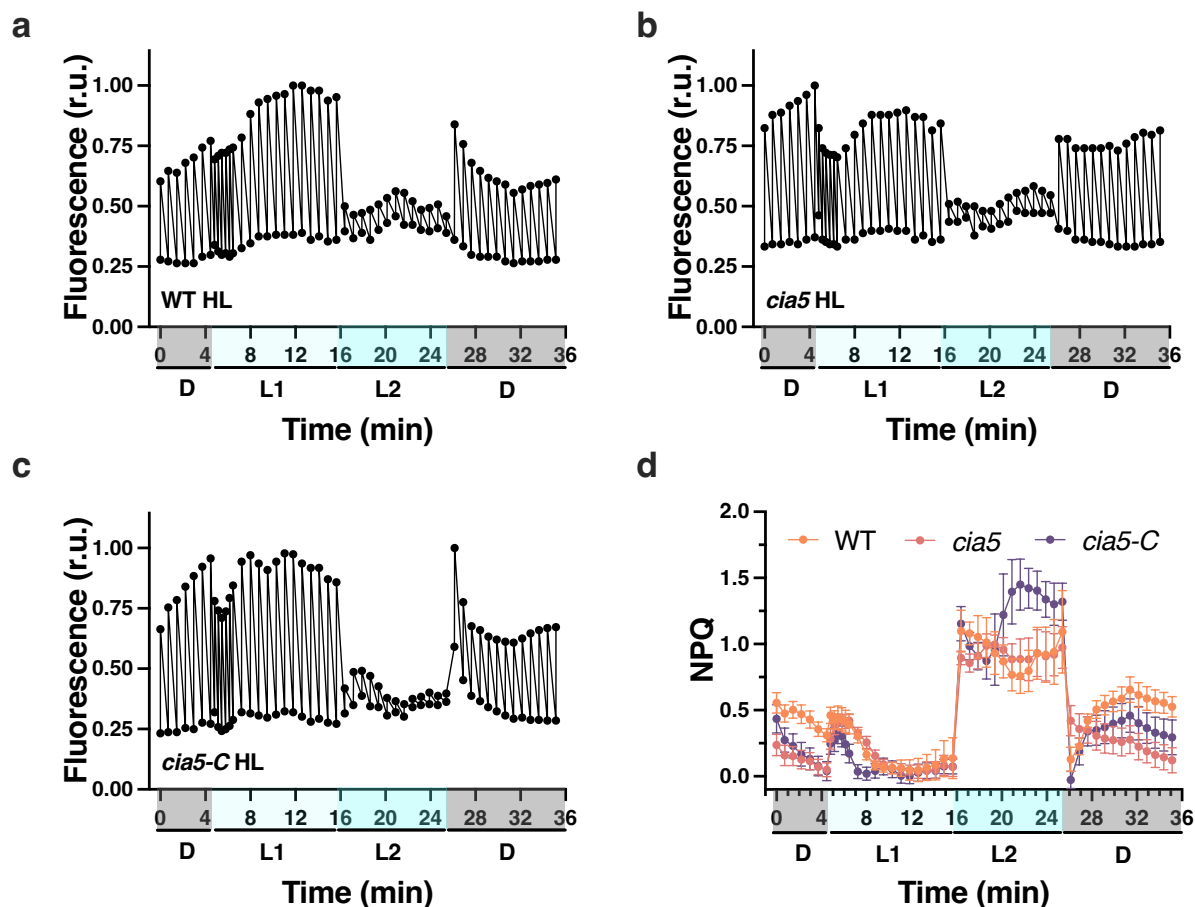 a
Fluorescence (r.u.)
1.00
0.75
0.50
0.25
0.00
WT HL
0 4 8 12 16 20 24 28 32 36
D L1 L2 D
Time (min)
b
Fluorescence (r.u.)
1.00
0.75
0.50
0.25
0.00
cia5 HL
0 4 8 12 16 20 24 28 32 36
D L1 L2 D
Time (min)
c
Fluorescence (r.u.)
1.00
0.75
0.50
0.25
0.00
cia5-C HL
0 4 8 12 16 20 24 28 32 36
D L1 L2 D
Time (min)
d
NPQ
2.0
1.5
1.0
0.5
0.0
WT cia5 cia5-C
0 4 8 12 16 20 24 28 32 36
D L1 L2 D
Time (min)